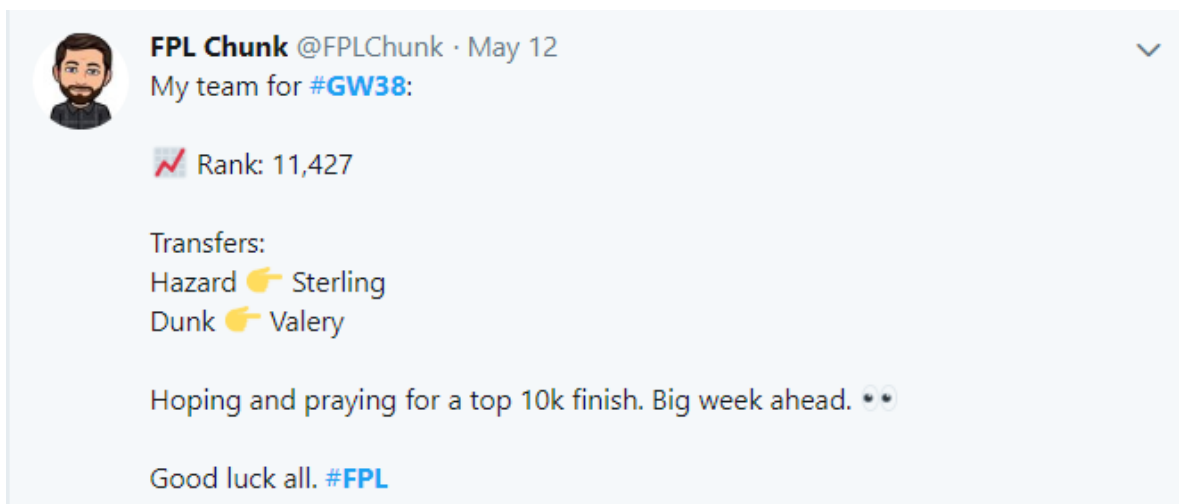 FPL Chunk @FPLChunk · May 12
My team for #GW38:
📈 Rank: 11,427
Transfers:
Hazard 👉 Sterling
Dunk 👉 Valery
Hoping and praying for a top 10k finish. Big week ahead. 👀
Good luck all. #FPL